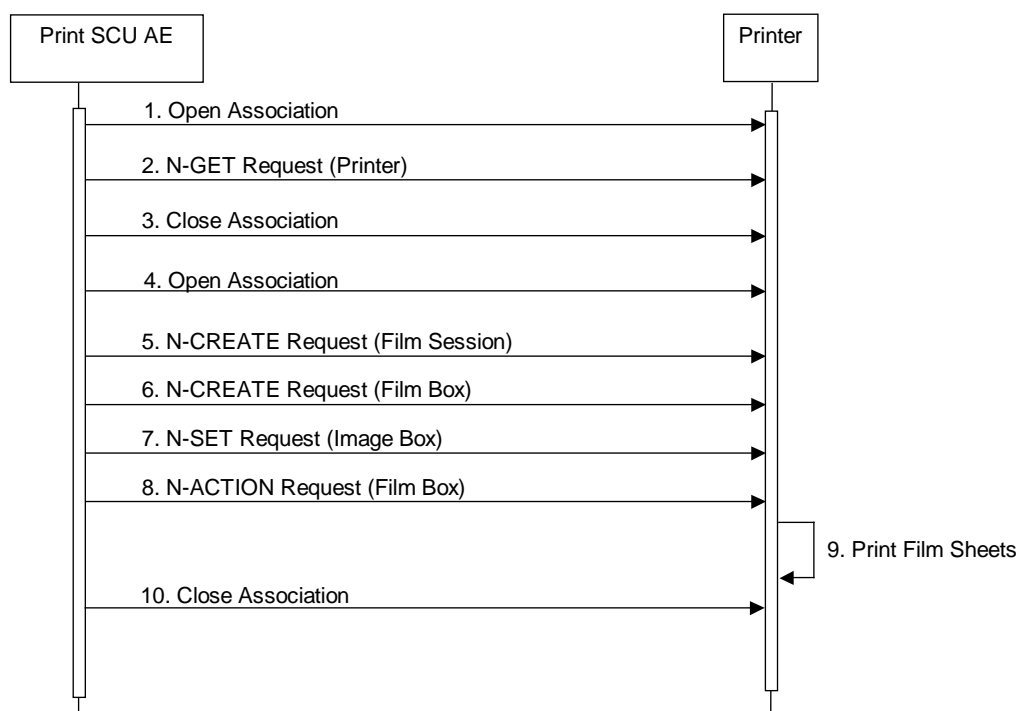 Print SCU AE
Printer
1. Open Association
2. N-GET Request (Printer)
3. Close Association
4. Open Association
5. N-CREATE Request (Film Session)
6. N-CREATE Request (Film Box)
7. N-SET Request (Image Box)
8. N-ACTION Request (Film Box)
9. Print Film Sheets
10. Close Association